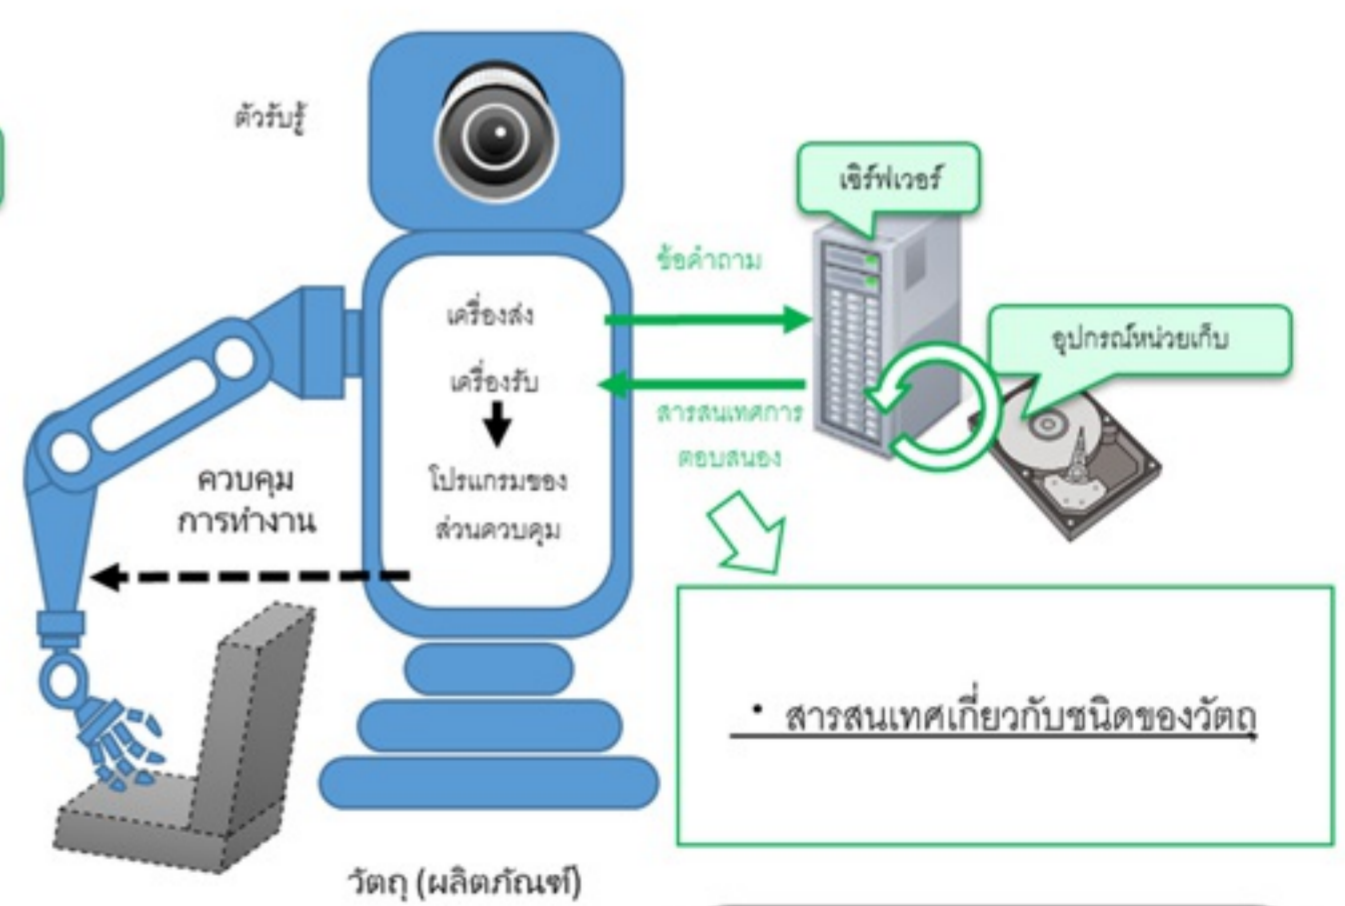 ตัวรับรู้
เซิร์ฟเวอร์
ข้อคำถาม
เครื่องส่ง
อุปกรณ์หน่วยเก็บ
เครื่องรับ
สารสนเทศการ
ตอบสนอง
โปรแกรมของ
ส่วนควบคุม
ควบคุม
การทำงาน
• สารสนเทศเกี่ยวกับชนิดของวัตถุ
วัตถุ (ผลิตภัณฑ์)